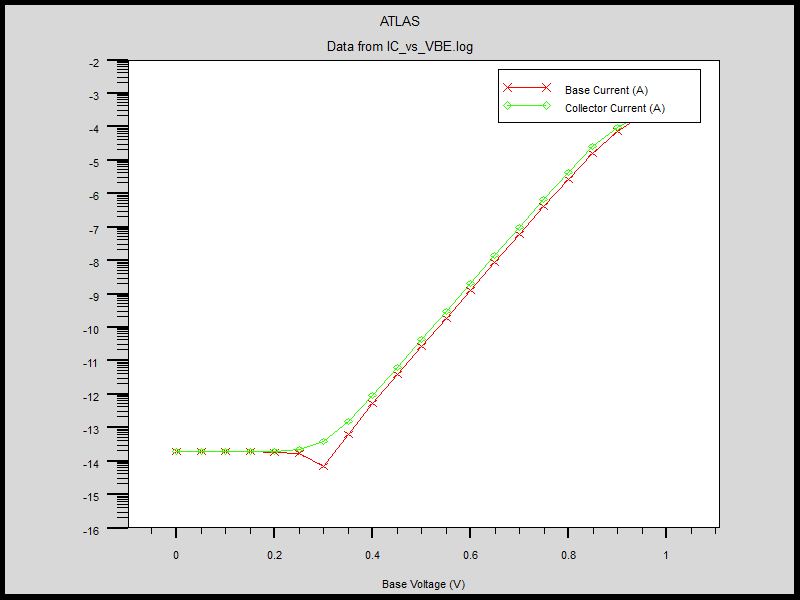 ATLAS
Data from IC_vs_VBE.log
Base Current (A)
Collector Current (A)
-2
-3
-4
-5
-6
-7
-8
-9
-10
-11
-12
-13
-14
-15
-16
0 0.2 0.4 0.6 0.8 1
Base Voltage (V)